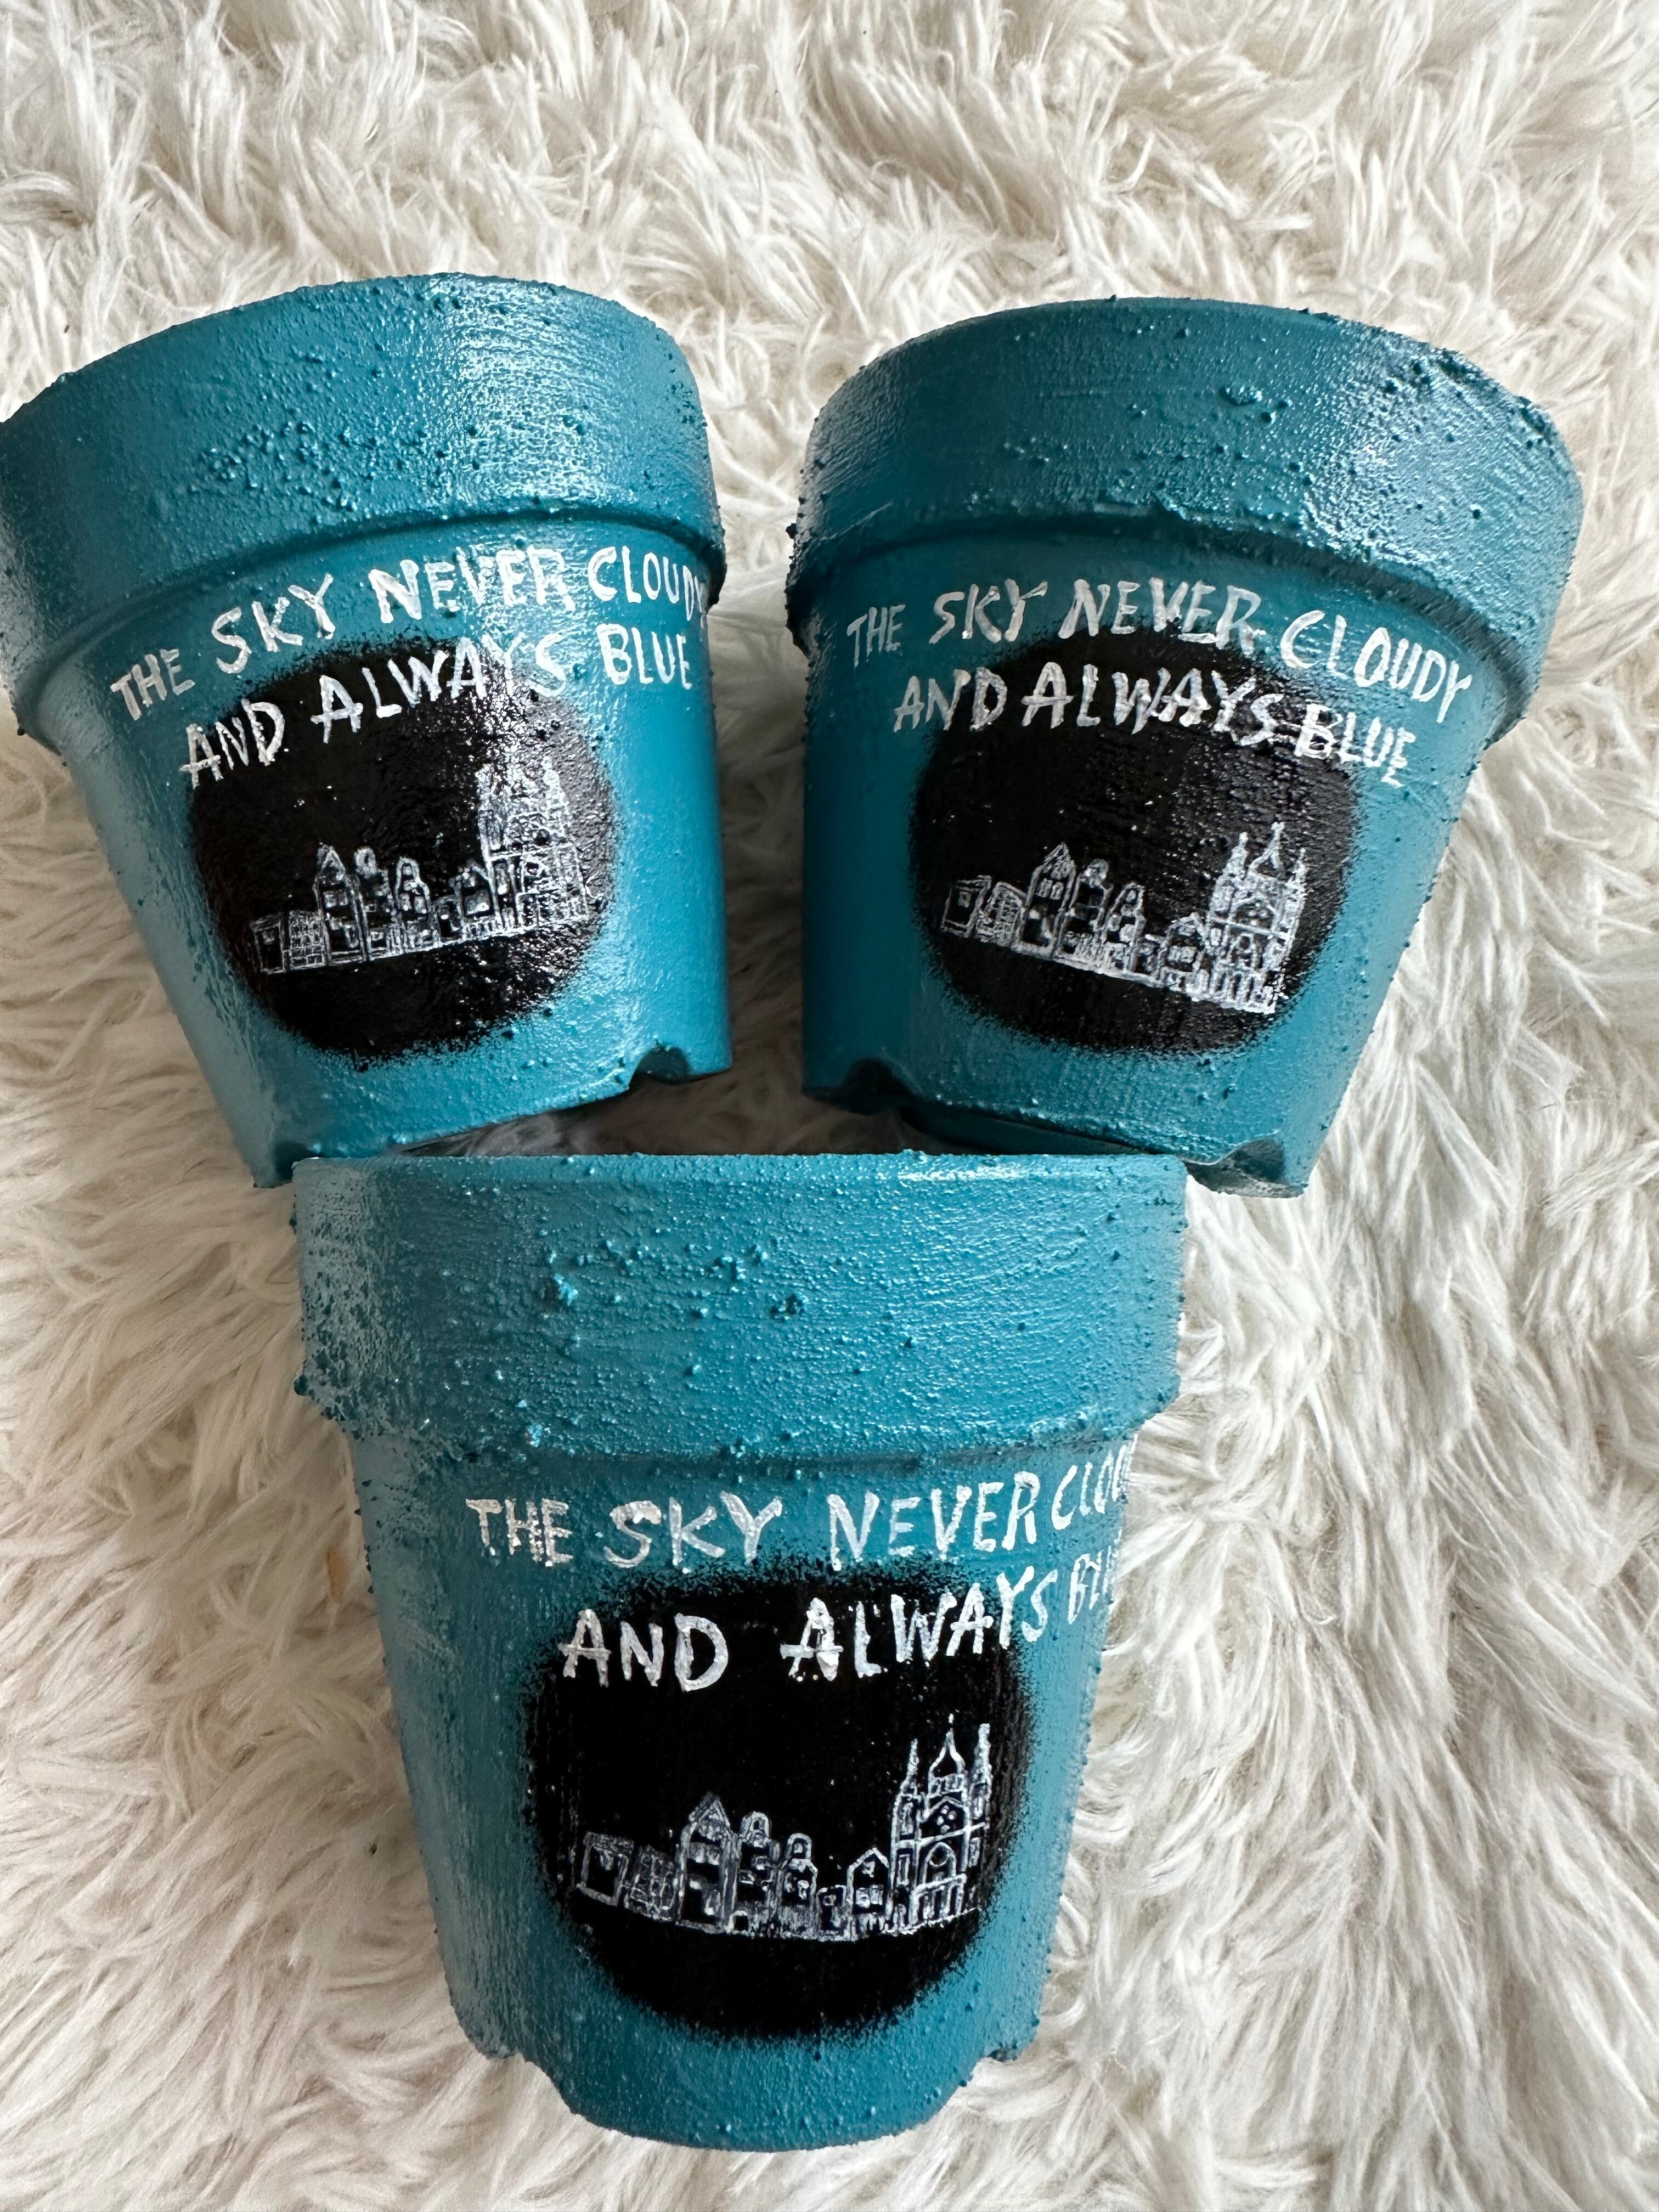 THE SKY NEVER CLOUDY
AND ALWAYS BLUE
THE SKY NEVER CLOUDY
AND ALWAYS BLUE
THE SKY NEVER
AND ALWAYS